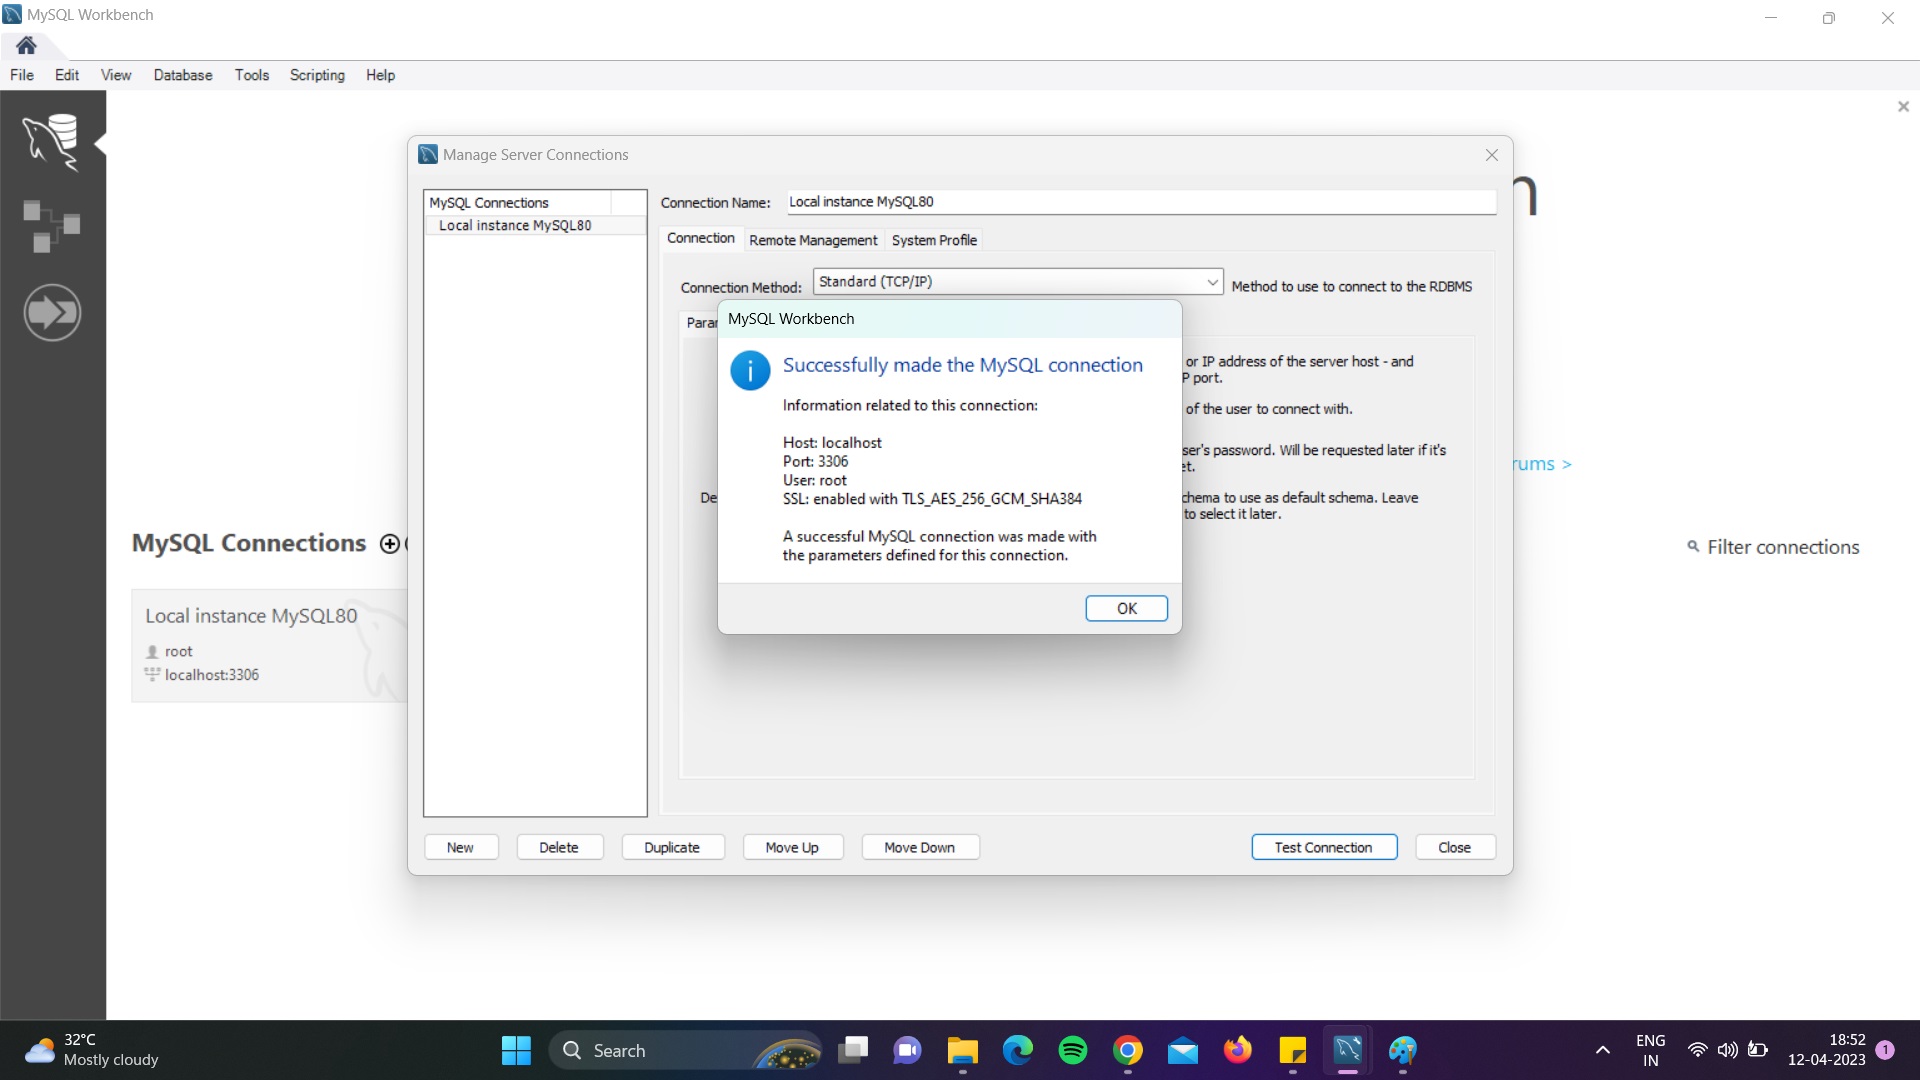 MySQL Workbench
File Edit View Database Tools Scripting Help
Manage Server Connections
MySQL Connections
Local instance MySQL80
Connection Name: Local instance MySQL80
Connection Remote Management System Profile
Connection Method: Standard (TCP/IP) Method to use to connect to the RDBMS
Paran
MySQL Workbench
Successfully made the MySQL connection
Information related to this connection:
Host: localhost
Port: 3306
User: root
SSL: enabled with TLS_AES_256_GCM_SHA384
A successful MySQL connection was made with
the parameters defined for this connection.
OK
or IP address of the server host - and
P port.
of the user to connect with.
ser's password. Will be requested later if it's
et.
De
chema to use as default schema. Leave
to select it later.
n
rums >
MySQL Connections
Filter connections
Local instance MySQL80
root
localhost:3306
New Delete Duplicate Move Up Move Down Test Connection Close
32°C
Mostly cloudy
Search
ENG
IN
18:52
12-04-2023
1